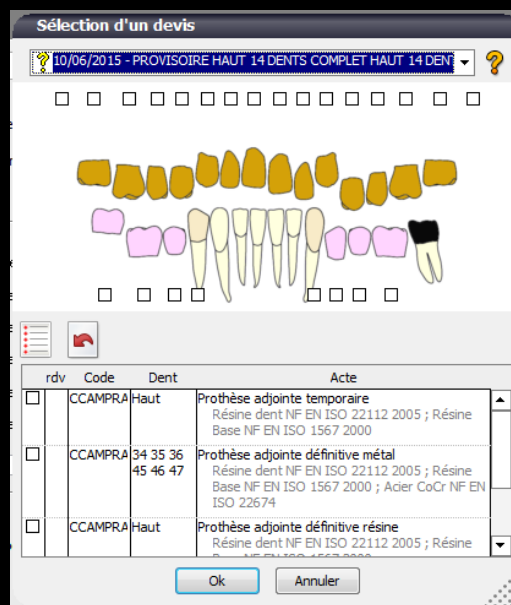 Sélection d'un devis
10/06/2015 - PROVISOIRE HAUT 14 DENTS COMPLET HAUT 14 DENT
rdv Code Dent Acte
CCAMPRA Haut Prothèse adjointe temporaire
Résine dent NF EN ISO 22112 2005 ; Résine
Base NF EN ISO 1567 2000
CCAMPRA 34 35 36 Prothèse adjointe définitive métal
45 46 47 Résine dent NF EN ISO 22112 2005 ; Résine
Base NF EN ISO 1567 2000 ; Acier CoCr NF EN
ISO 22674
CCAMPRA Haut Prothèse adjointe définitive résine
Résine dent NF EN ISO 22112 2005 ; Résine
Ok Annuler